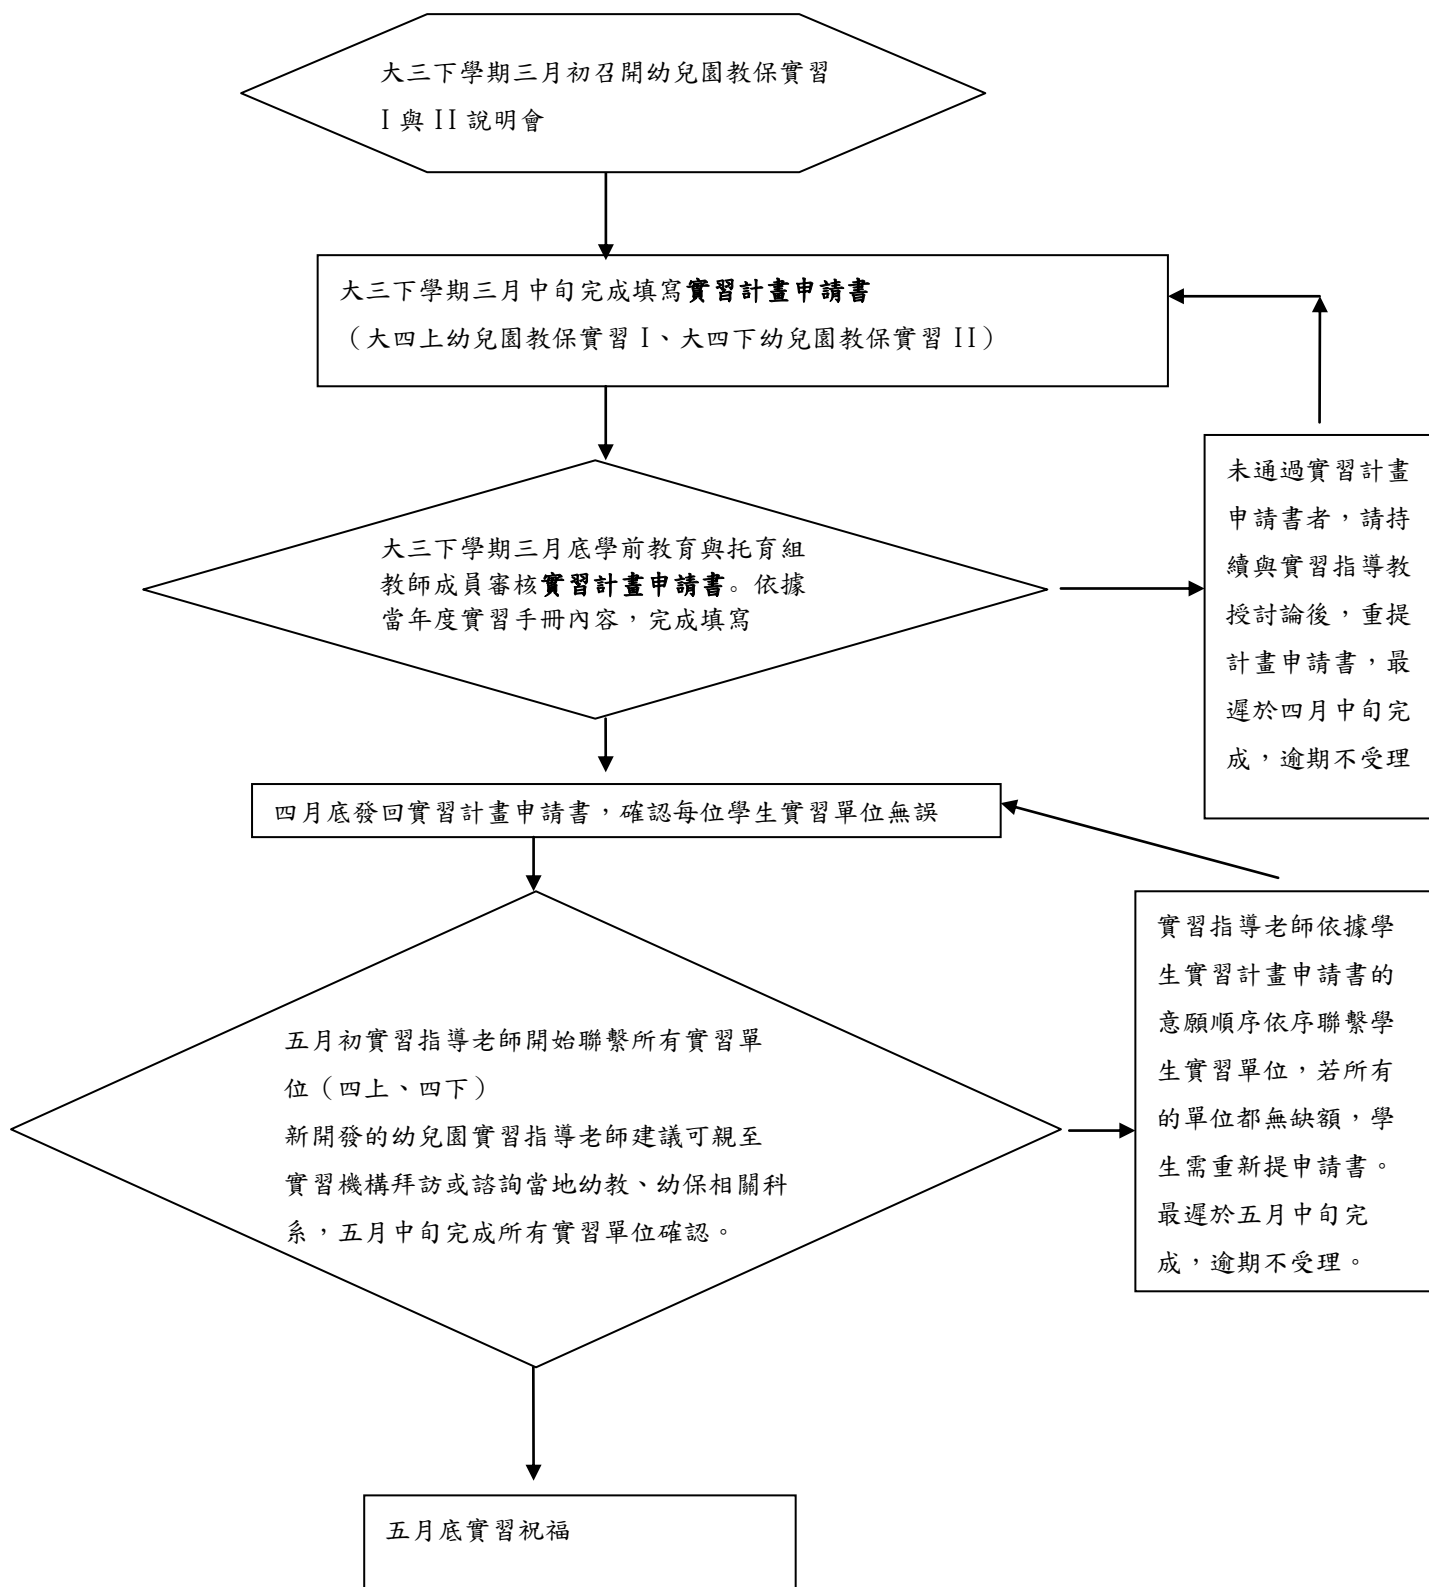 大三下學期三月初召開幼兒園教保實習
I 與 II 說明會
大三下學期三月中旬完成填寫實習計畫申請書
（大四上幼兒園教保實習 I、大四下幼兒園教保實習 II）
大三下學期三月底學前教育與托育組
教師成員審核實習計畫申請書。依據
當年度實習手冊內容，完成填寫
未通過實習計畫
申請書者，請持
續與實習指導教
授討論後，重提
計畫申請書，最
遲於四月中旬完
成，逾期不受理
四月底發回實習計畫申請書，確認每位學生實習單位無誤
五月初實習指導老師開始聯繫所有實習單
位（四上、四下）
新開發的幼兒園實習指導老師建議可親至
實習機構拜訪或諮詢當地幼教、幼保相關科
系，五月中旬完成所有實習單位確認。
實習指導老師依據學
生實習計畫申請書的
意願順序依序聯繫學
生實習單位，若所有
的單位都無缺額，學
生需重新提申請書。
最遲於五月中旬完
成，逾期不受理。
五月底實習祝福